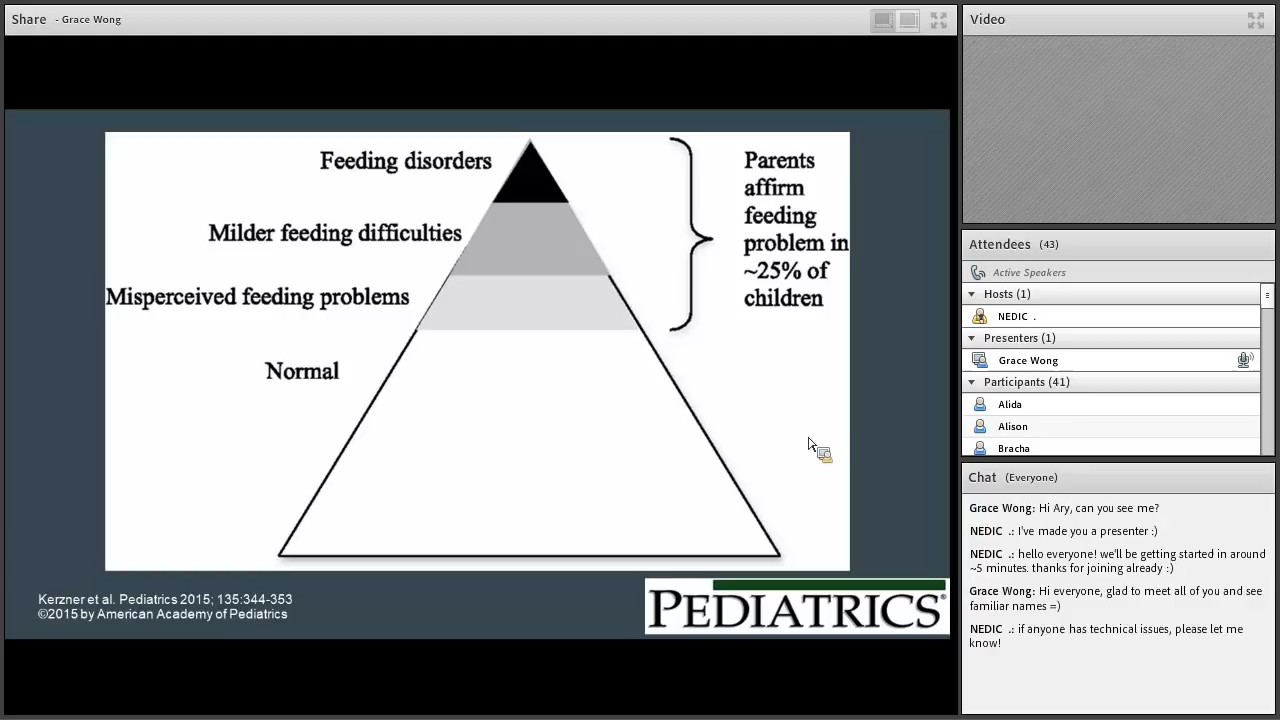 Share - Grace Wong
Feeding disorders
Milder feeding difficulties
Misperceived feeding problems
Normal
Parents
affirm
feeding
problem in
~25% of
children
Kerzner et al. Pediatrics 2015; 135:344-353
©2015 by American Academy of Pediatrics
PEDIATRICS®
Video
Attendees (43)
Active Speakers
Hosts (1)
NEDIC .
Presenters (1)
Grace Wong
Participants (41)
Alida
Alison
Bracha
Chat (Everyone)
Grace Wong: Hi Ary, can you see me?
NEDIC .: I've made you a presenter :)
NEDIC .: hello everyone! we'll be getting started in around
~5 minutes. thanks for joining already :)
Grace Wong: Hi everyone, glad to meet all of you and see
familiar names =)
NEDIC .: if anyone has technical issues, please let me
know!